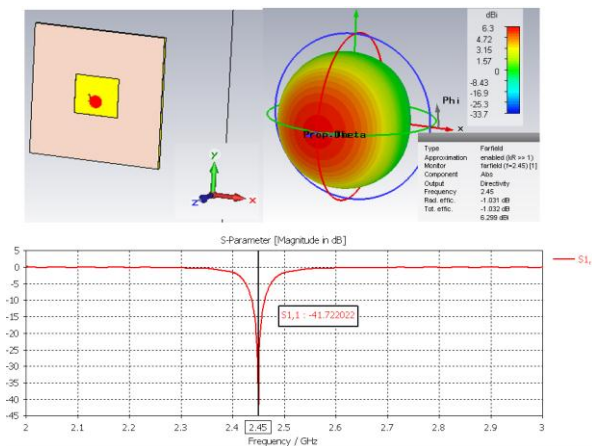 dBi
6.3
4.72
3.15
1.57
0
-8.43
-16.9
-25.3
-33.7
Phi
x
y
z
x
Type Farfield
Approximation enabled (kR >> 1)
Monitor farfield (f=2.45) [1]
Component Abs
Output Directivity
Frequency 2.45
Rad. effic. -1.031 dB
Tot. effic. -1.032 dB
6.299 dBi
S-Parameter [Magnitude in dB]
5
0
-5
-10
-15
-20
-25
-30
-35
-40
-45
S1,1 : -41.722022
S1,
2 2.1 2.2 2.3 2.4 2.45 2.5 2.6 2.7 2.8 2.9 3
Frequency / GHz